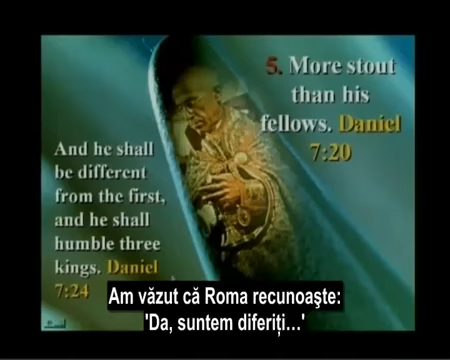 5. More stout
than his
fellows. Daniel
7:20
And he shall
be different
from the first,
and he shall
humble three
kings. Daniel
7:24
Am văzut că Roma recunoaşte:
'Da, suntem diferiți…'